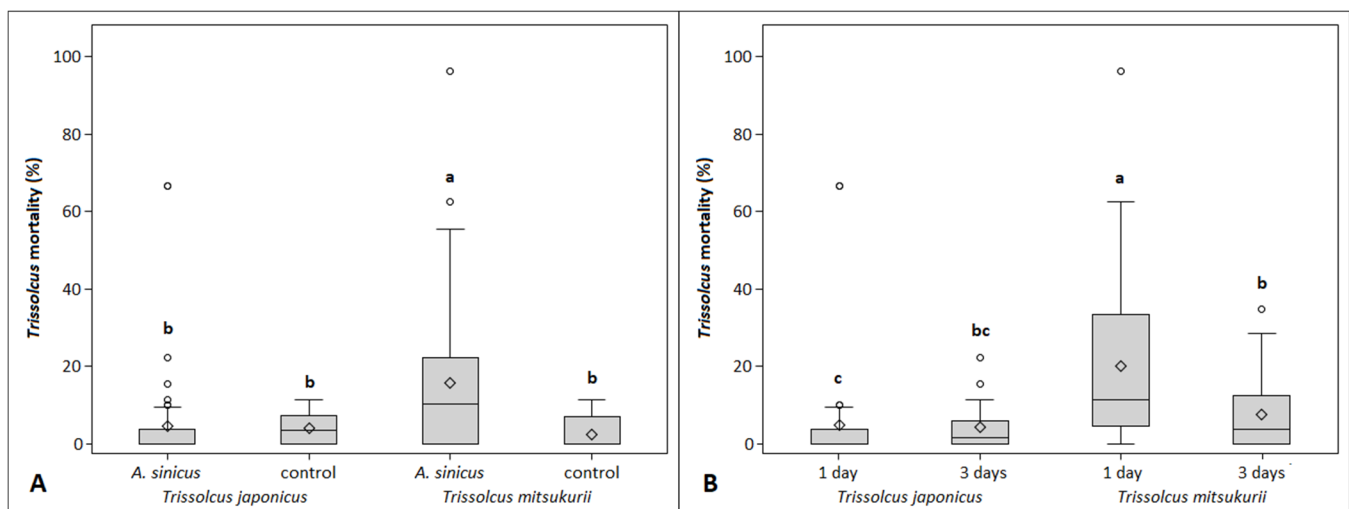 100
80
60
40
20
0
Trissolcus mortality (%)
b
b
a
b
A. sinicus
control
A. sinicus
control
Trissolcus japonicus
Trissolcus mitsukurii
A
100
80
60
40
20
0
Trissolcus mortality (%)
c
bc
a
b
1 day
3 days
1 day
3 days
Trissolcus japonicus
Trissolcus mitsukurii
B